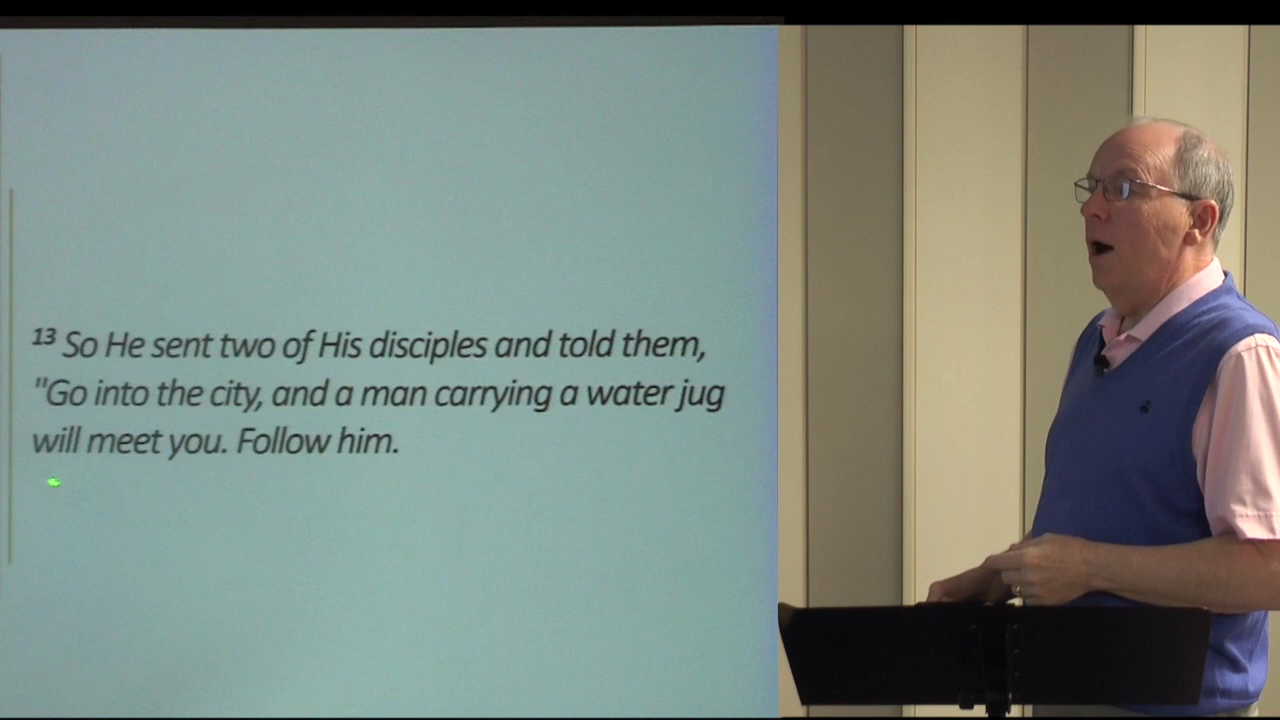 13 So He sent two of His disciples and told them,
"Go into the city, and a man carrying a water jug
will meet you. Follow him.